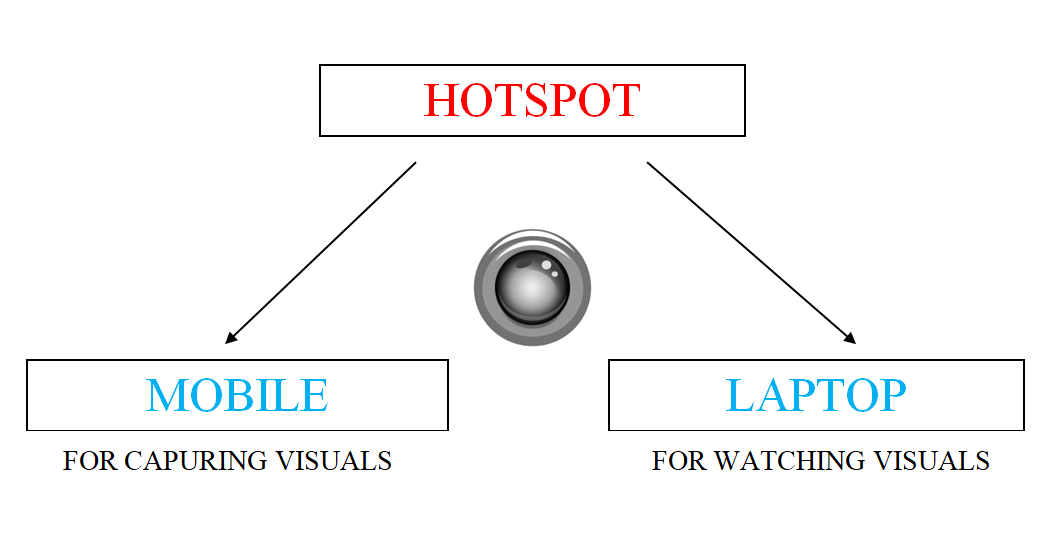 HOTSPOT
MOBILE
LAPTOP
FOR CAPURING VISUALS
FOR WATCHING VISUALS